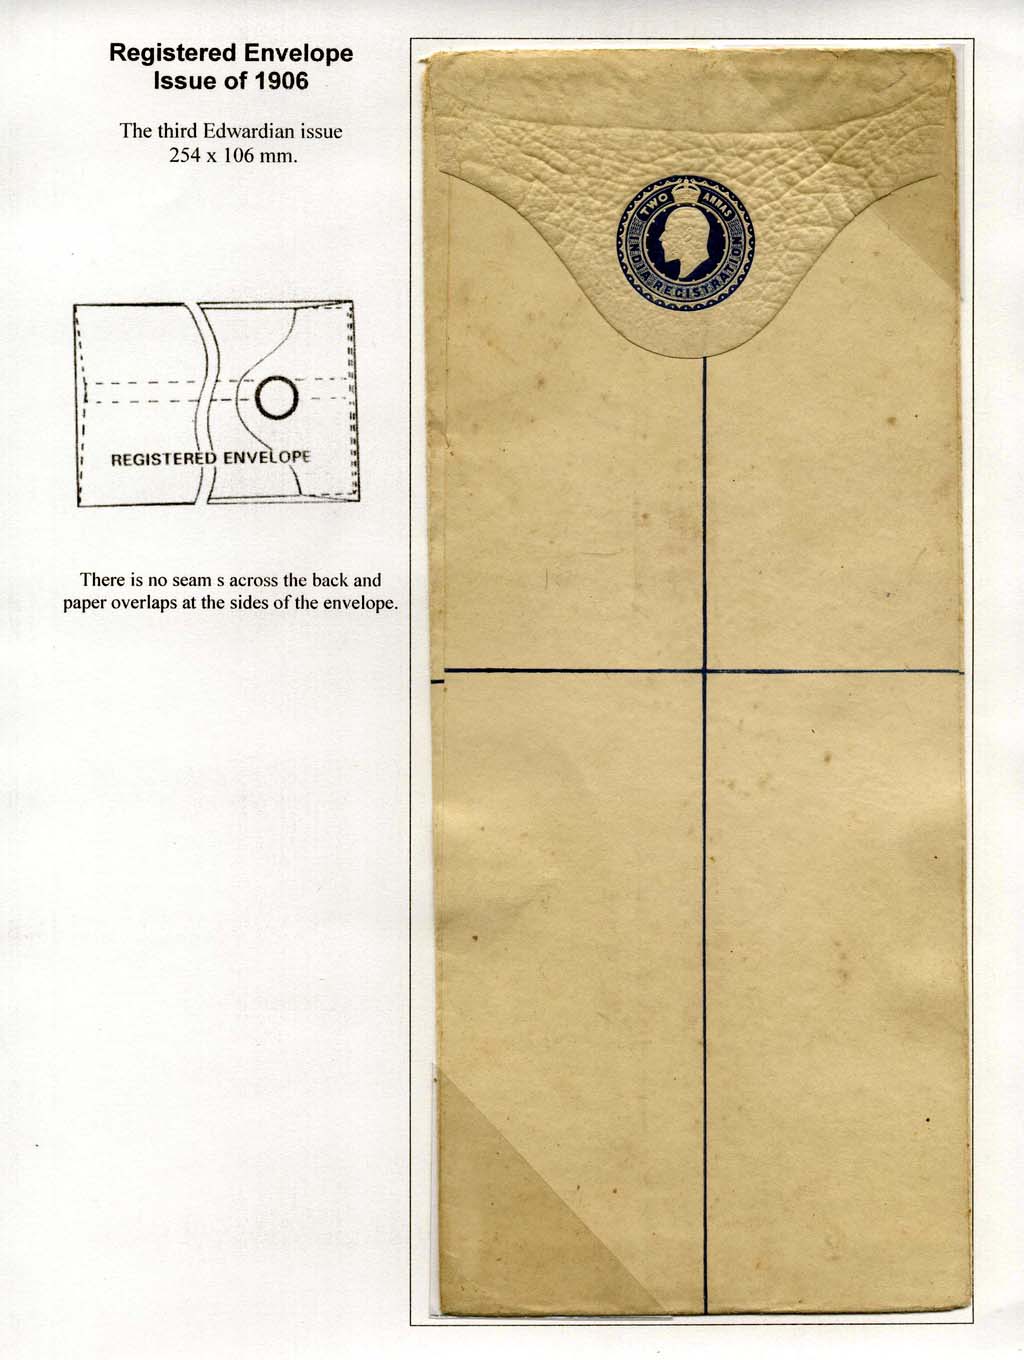 Registered Envelope
Issue of 1906
The third Edwardian issue
254 x 106 mm.
REGISTERED ENVELOPE
There is no seam s across the back and
paper overlaps at the sides of the envelope.
TWO ANNAS
INDIA REGISTRATION